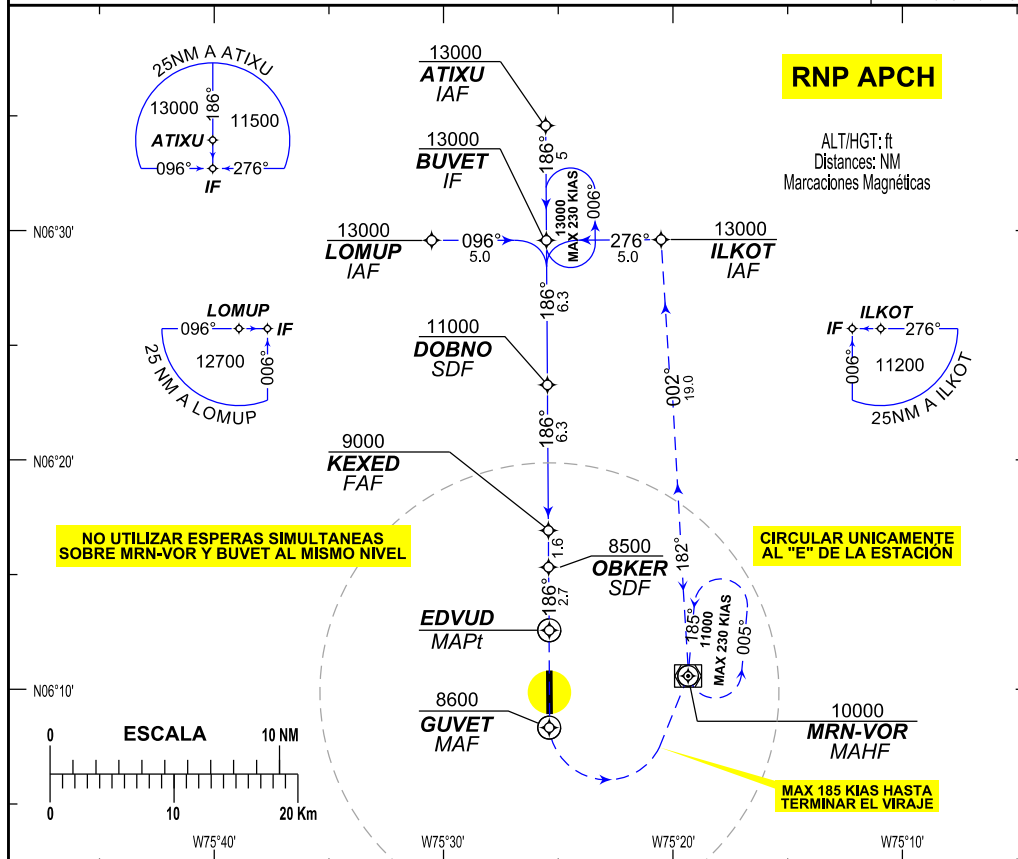 25NM A ATIXU
13000
186°
11500
ATIXU
096°
276°
IF
13000
ATIXU
IAF
186°
5
13000
BUVET
IF
RNP APCH
ALT/HGT: ft
Distances: NM
Marcaciones Magnéticas
N06°30'
13000
LOMUP
IAF
096°
5.0
13000
MAX 230 KIAS
006°
276°
5.0
13000
ILKOT
IAF
186°
6.3
LOMUP
096°
IF
12700
006°
25 NM A LOMUP
11000
DOBNO
SDF
ILKOT
IF
276°
11200
006°
25NM A ILKOT
002°
19.0
186°
6.3
N06°20'
9000
KEXED
FAF
NO UTILIZAR ESPERAS SIMULTANEAS
SOBRE MRN-VOR Y BUVET AL MISMO NIVEL
1.6
8500
OBKER
SDF
182°
CIRCULAR UNICAMENTE
AL "E" DE LA ESTACIÓN
186°
2.7
EDVUD
MAPt
185°
11000
MAX 230 KIAS
005°
N06°10'
8600
GUVET
MAF
10000
MRN-VOR
MAHF
0 ESCALA 10 NM
0 10 20 Km
MAX 185 KIAS HASTA
TERMINAR EL VIRAJE
W75°40' W75°30' W75°20' W75°10'